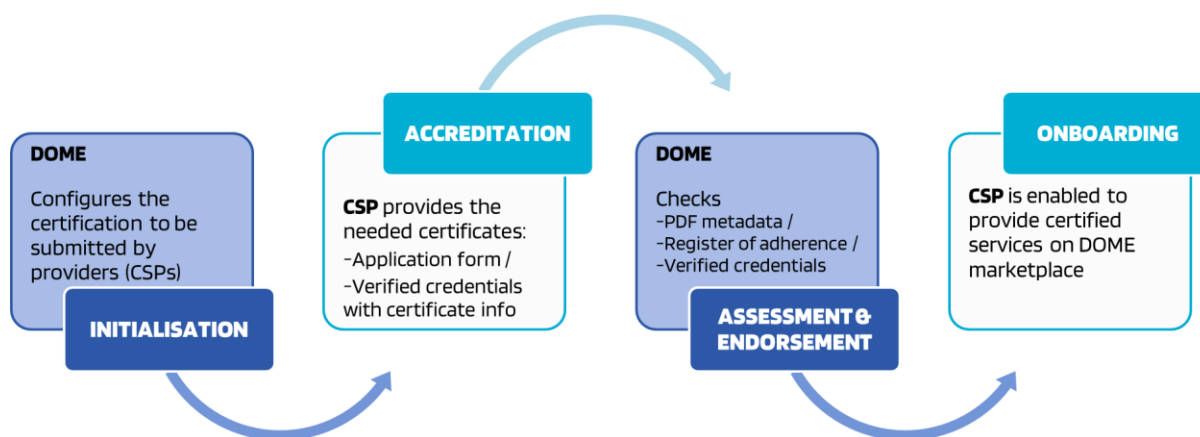 DOME
Configures the
certification to be
submitted by
providers (CSPs)
INITIALISATION
ACCREDITATION
CSP provides the
needed certificates:
-Application form /
-Verified credentials
with certificate info
DOME
Checks
-PDF metadata /
-Register of adherence /
-Verified credentials
ASSESSMENT &
ENDORSEMENT
ONBOARDING
CSP is enabled to
provide certified
services on DOME
marketplace